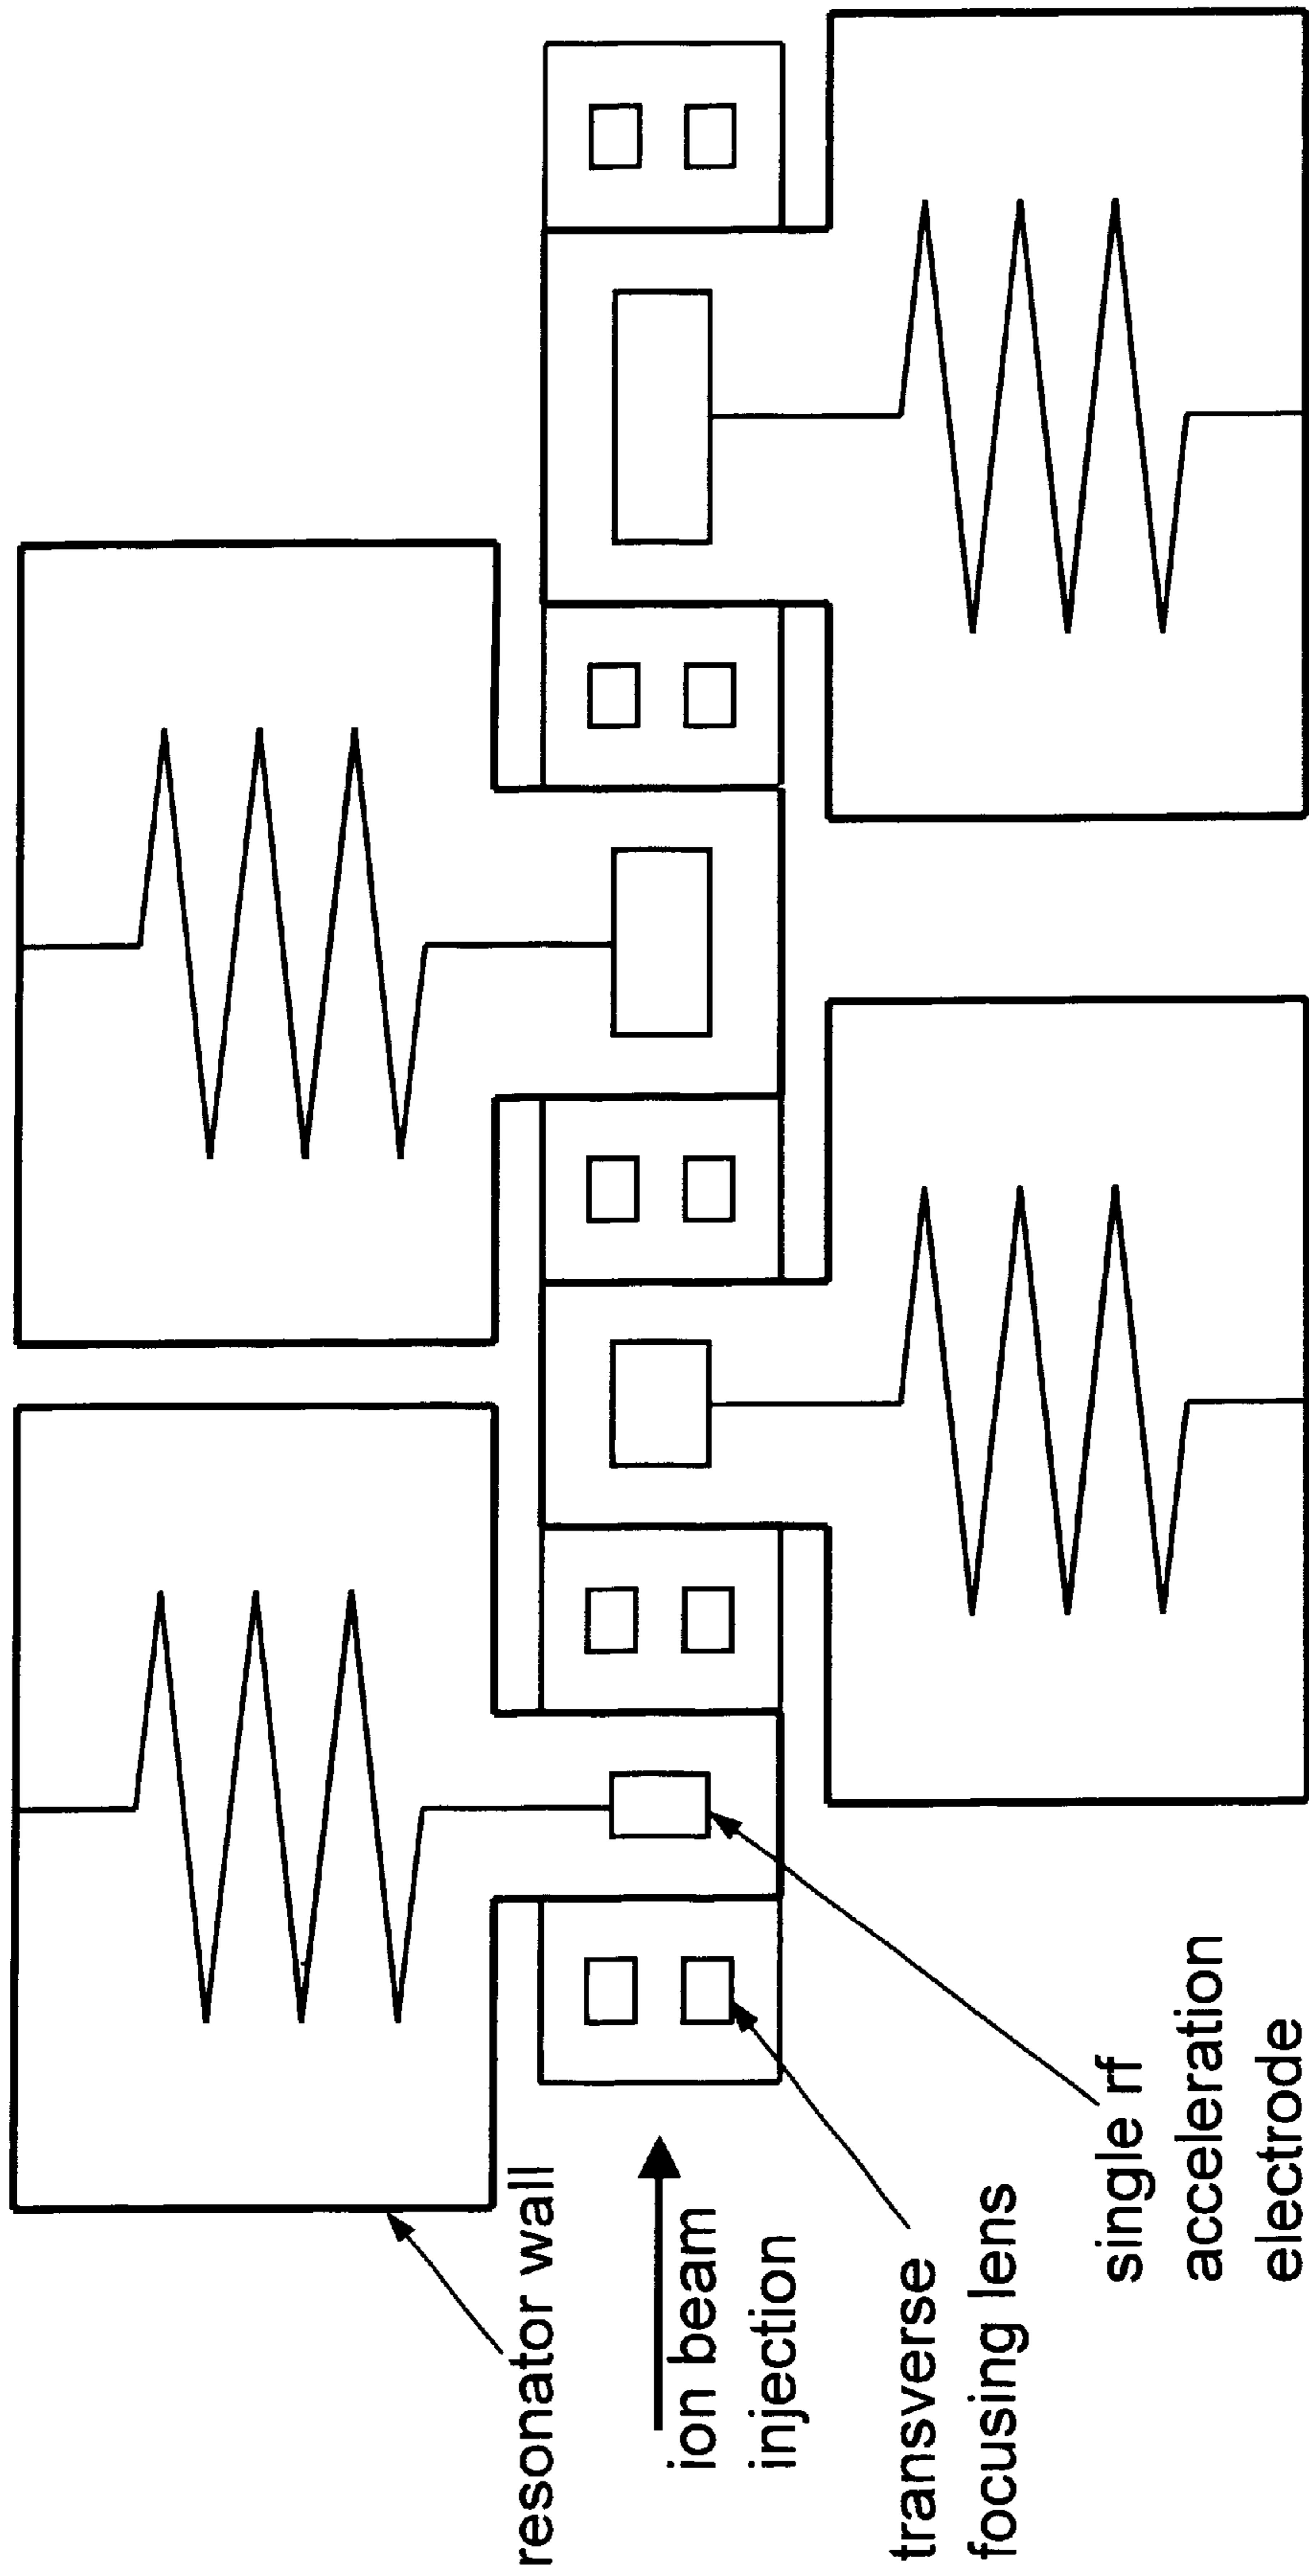 resonator wall
ion beam
injection
transverse
focusing lens
single rf
acceleration
electrode